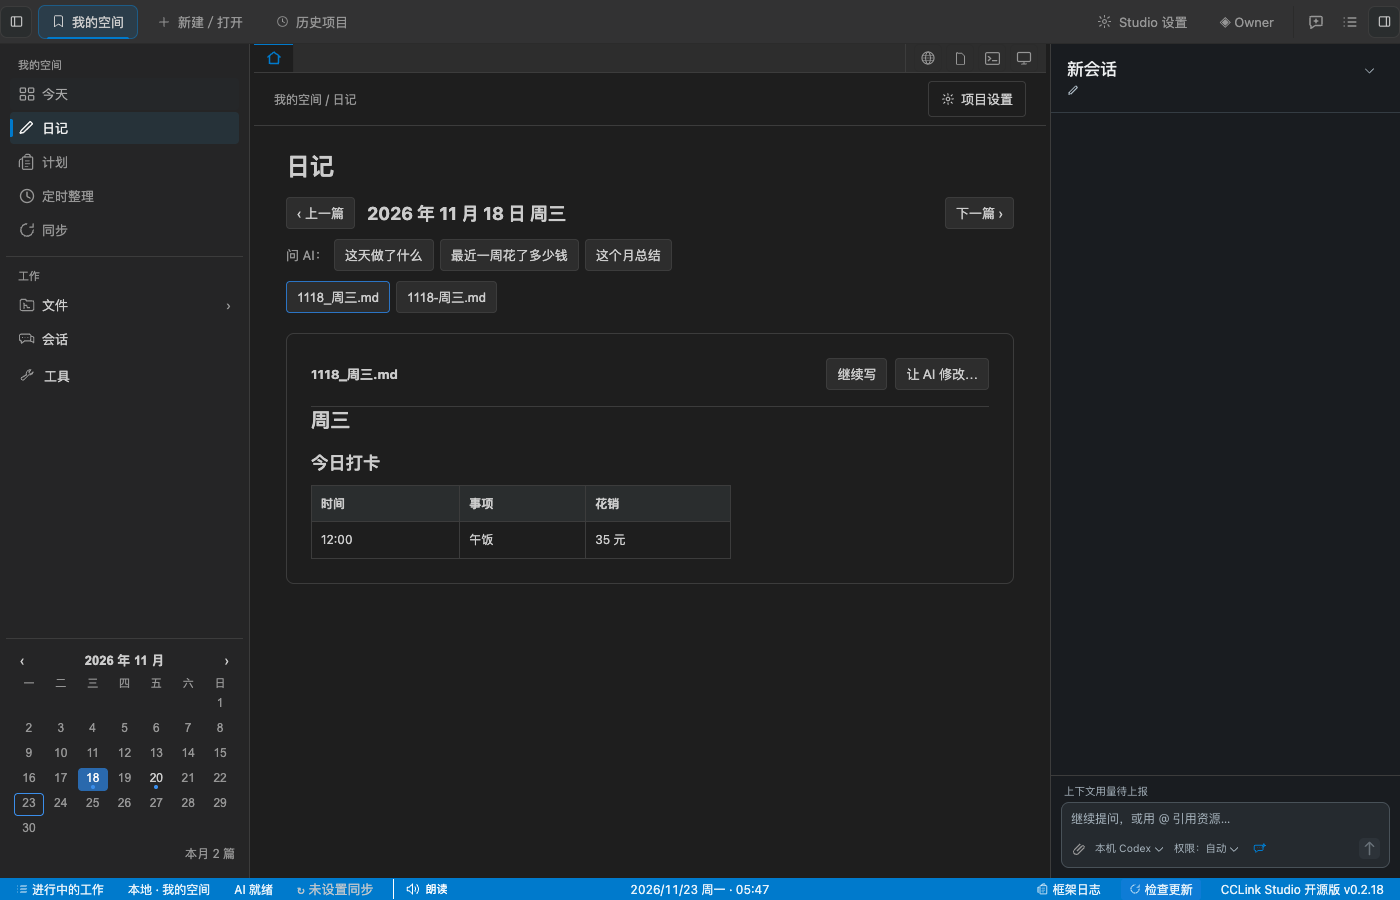 我的空间
新建 / 打开
历史项目
Studio 设置
Owner
我的空间
今天
日记
计划
定时整理
同步
工作
文件
会话
工具
2026 年 11 月
一 二 三 四 五 六 日
1
2 3 4 5 6 7 8
9 10 11 12 13 14 15
16 17 18 19 20 21 22
23 24 25 26 27 28 29
30
本月 2 篇
我的空间 / 日记
项目设置
日记
‹ 上一篇
2026 年 11 月 18 日 周三
下一篇 ›
问 AI:
这天做了什么
最近一周花了多少钱
这个月总结
1118_周三.md
1118-周三.md
1118_周三.md
继续写
让 AI 修改...
周三
今日打卡
时间 事项 花销
12:00 午饭 35 元
新会话
上下文用量待上报
继续提问，或用 @ 引用资源...
本机 Codex
权限：自动
进行中的工作
本地 · 我的空间
AI 就绪
未设置同步
朗读
2026/11/23 周一 · 05:47
框架日志
检查更新
CCLink Studio 开源版 v0.2.18